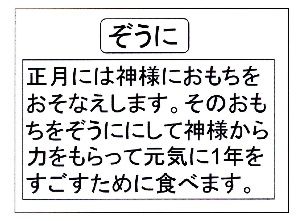 ぞうに
正月には神様におもちを
おそなえします。そのおも
ちをぞうににして神様から
力をもらって元気に1年を
すごすために食べます。